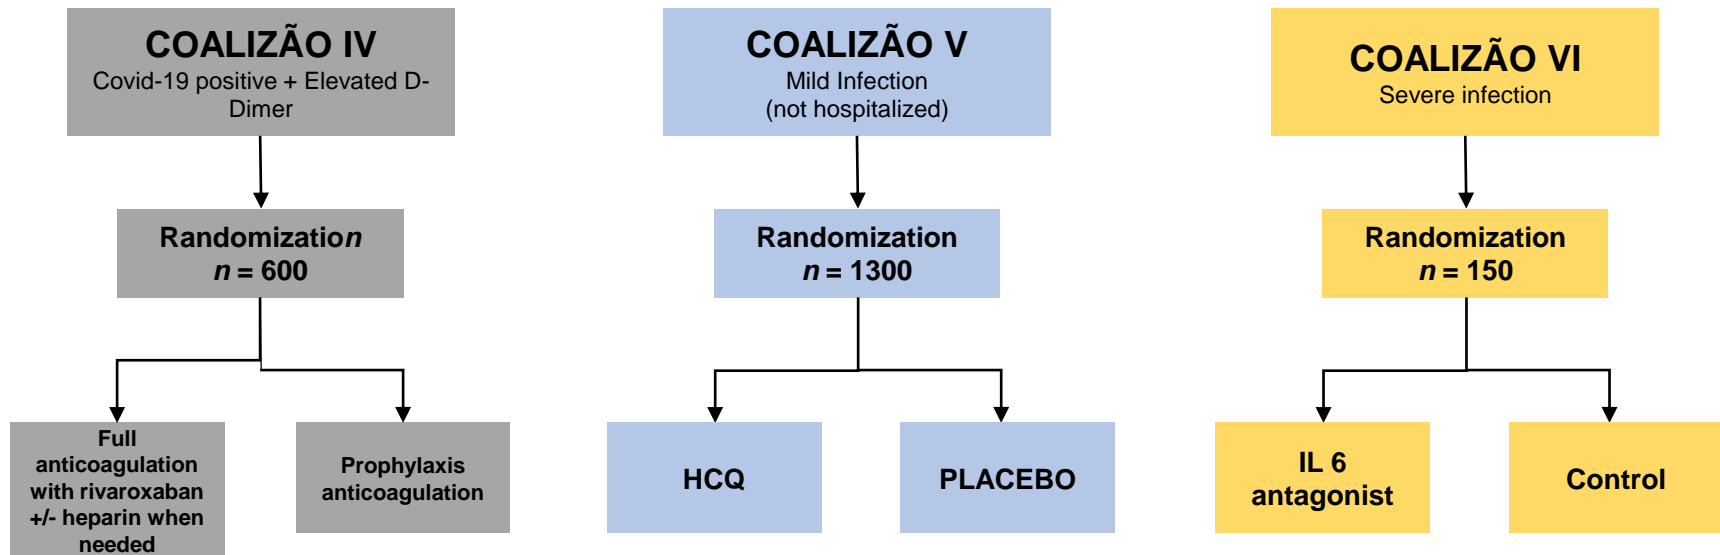 COALIZÃO IV
Covid-19 positive + Elevated D-
Dimer
Randomization
n = 600
Full
anticoagulation
with rivaroxaban
+/- heparin when
needed
Prophylaxis
anticoagulation
COALIZÃO V
Mild Infection
(not hospitalized)
Randomization
n = 1300
HCQ
PLACEBO
COALIZÃO VI
Severe infection
Randomization
n = 150
IL 6
antagonist
Control